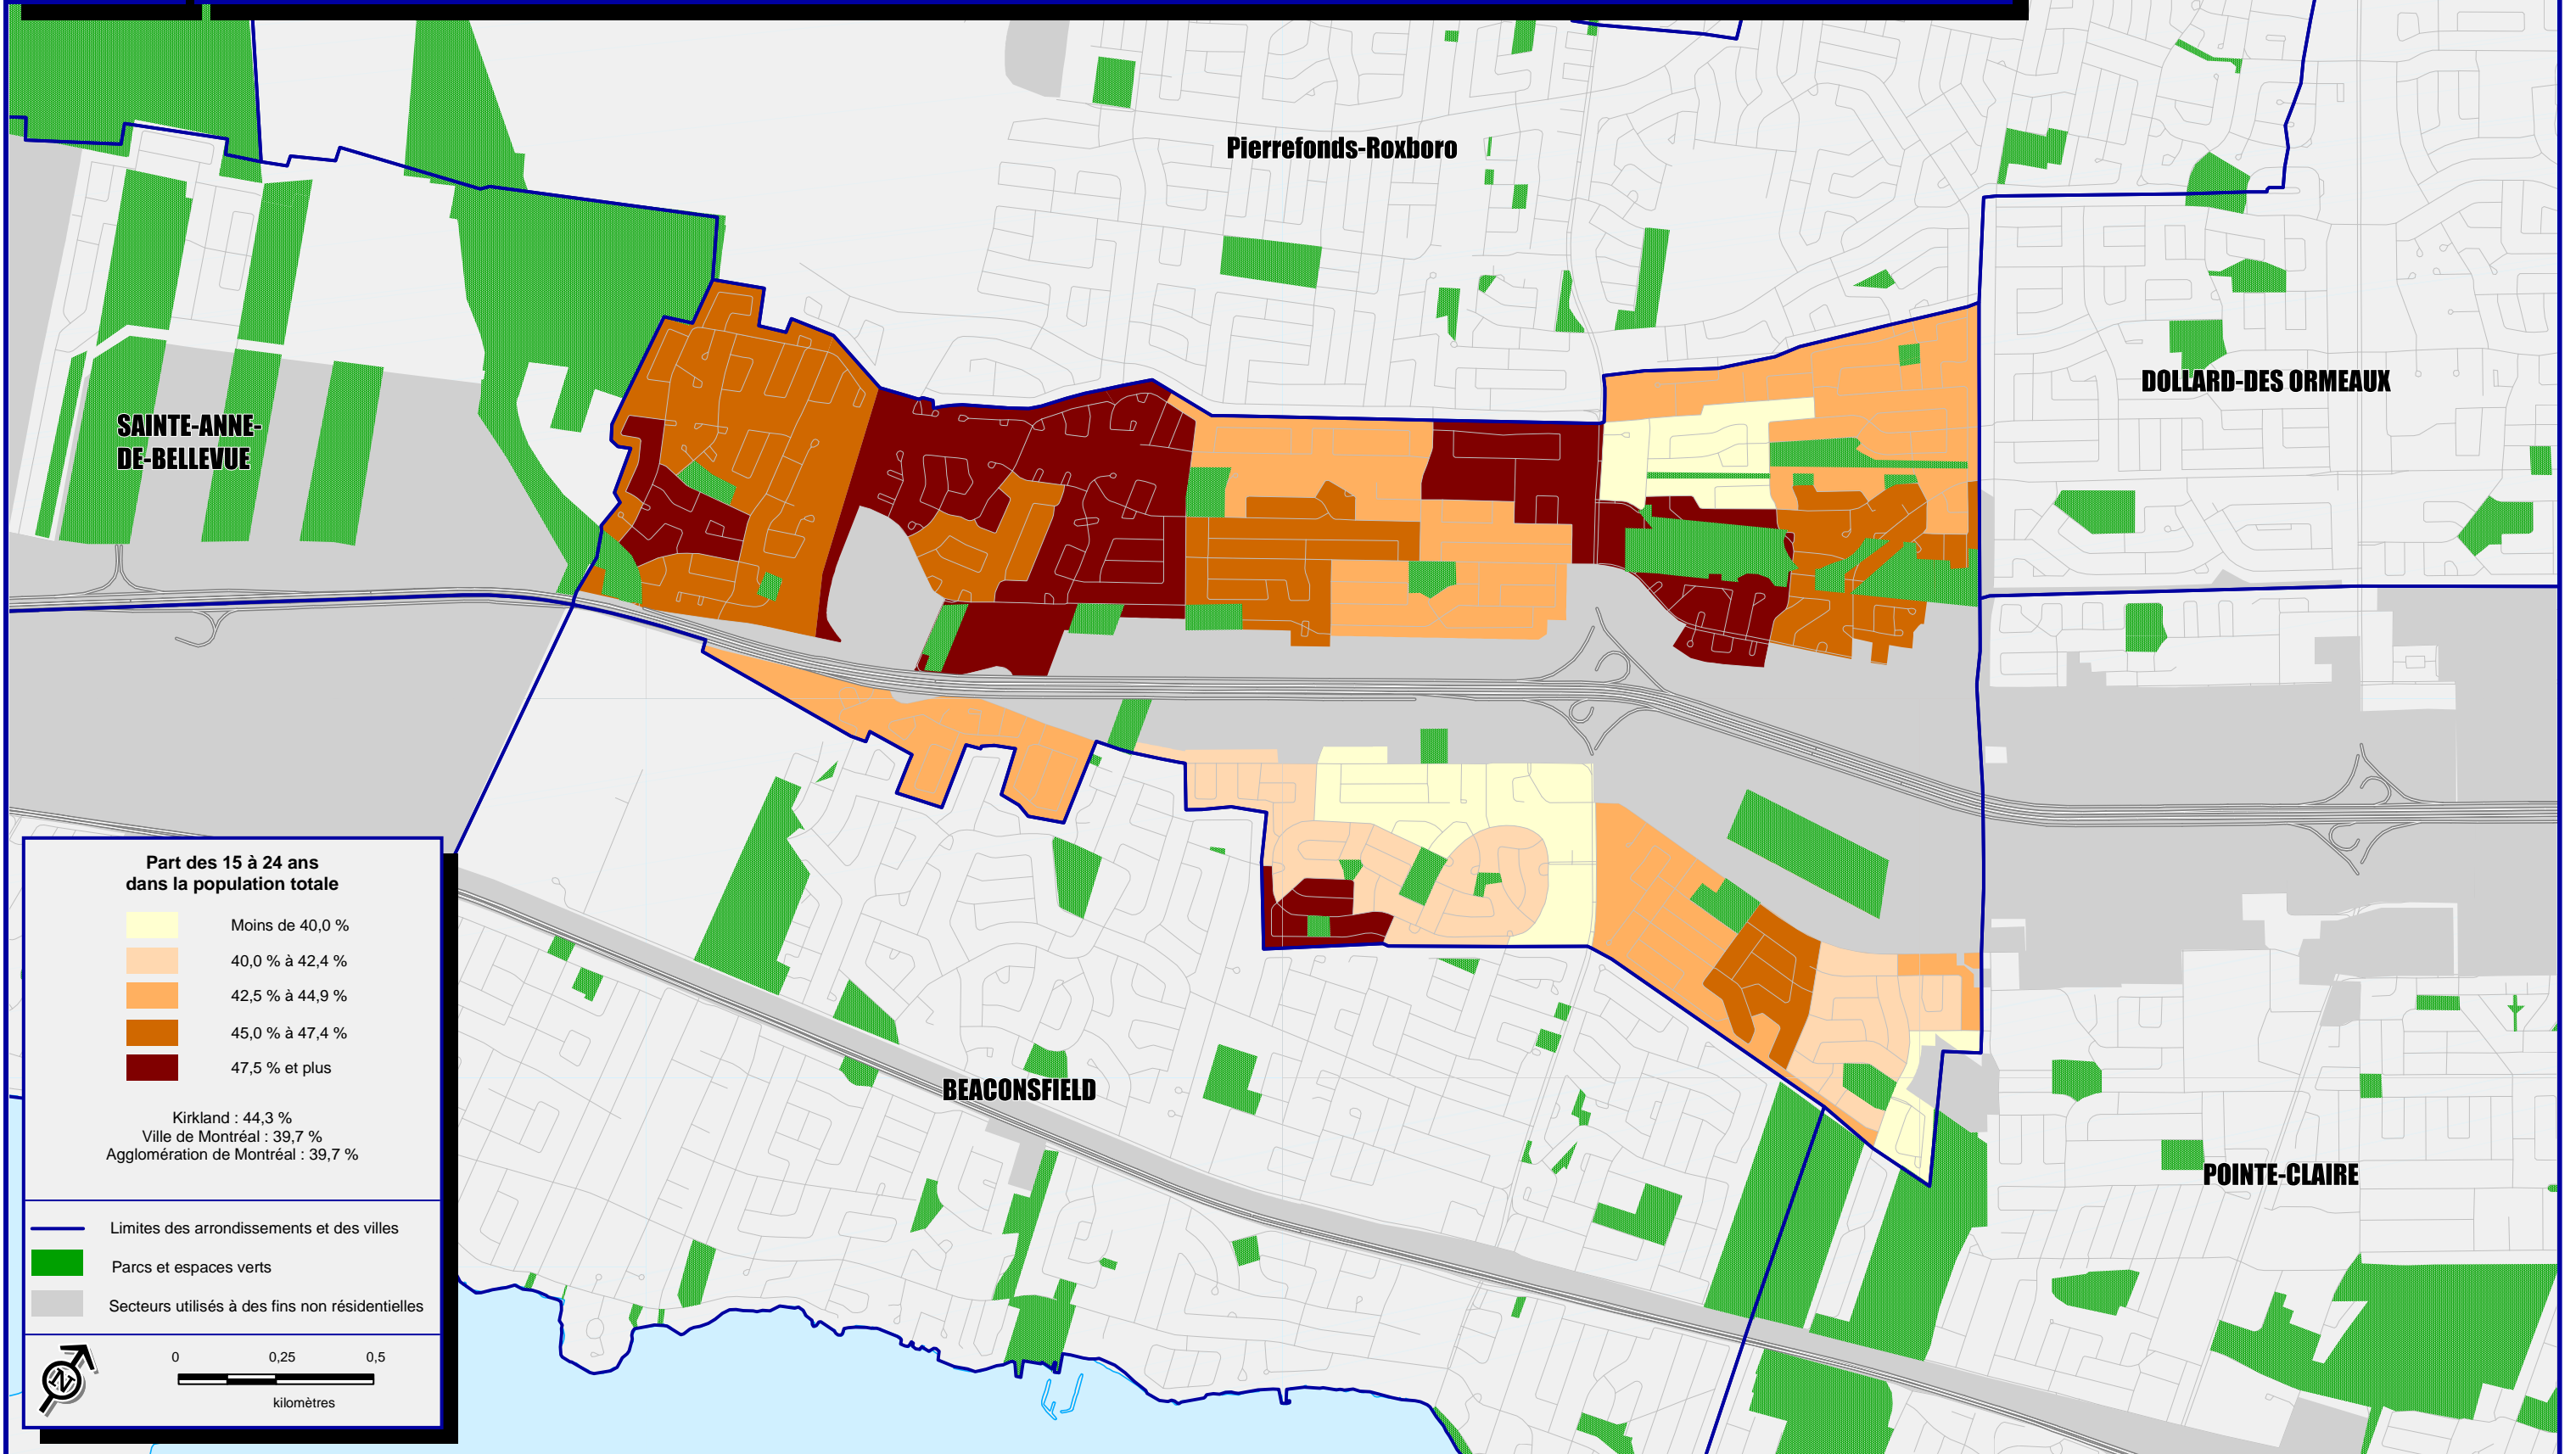 Pierrefonds-Roxboro
DOLLARD-DES ORMEAUX
SAINTE-ANNE-
DE-BELLEVUE
BEACONSFIELD
POINTE-CLAIRE
Part des 15 à 24 ans
dans la population totale
Moins de 40,0 %
40,0 % à 42,4 %
42,5 % à 44,9 %
45,0 % à 47,4 %
47,5 % et plus
Kirkland : 44,3 %
Ville de Montréal : 39,7 %
Agglomération de Montréal : 39,7 %
Limites des arrondissements et des villes
Parcs et espaces verts
Secteurs utilisés à des fins non résidentielles
N
0 0,25 0,5
kilomètres